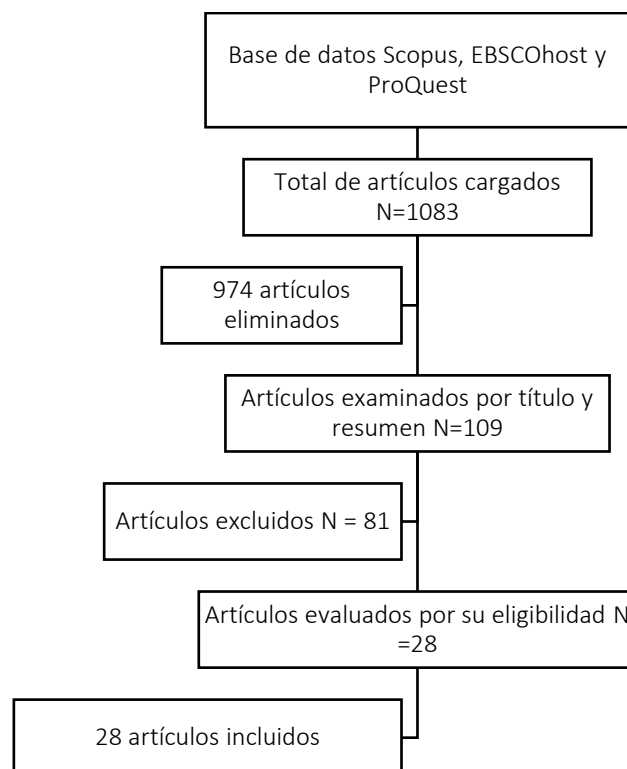 Base de datos Scopus, EBSCOhost y
ProQuest
Total de artículos cargados
N=1083
974 artículos
eliminados
Artículos examinados por título y
resumen N=109
Artículos excluidos N = 81
Artículos evaluados por su eligibilidad N
=28
28 artículos incluidos